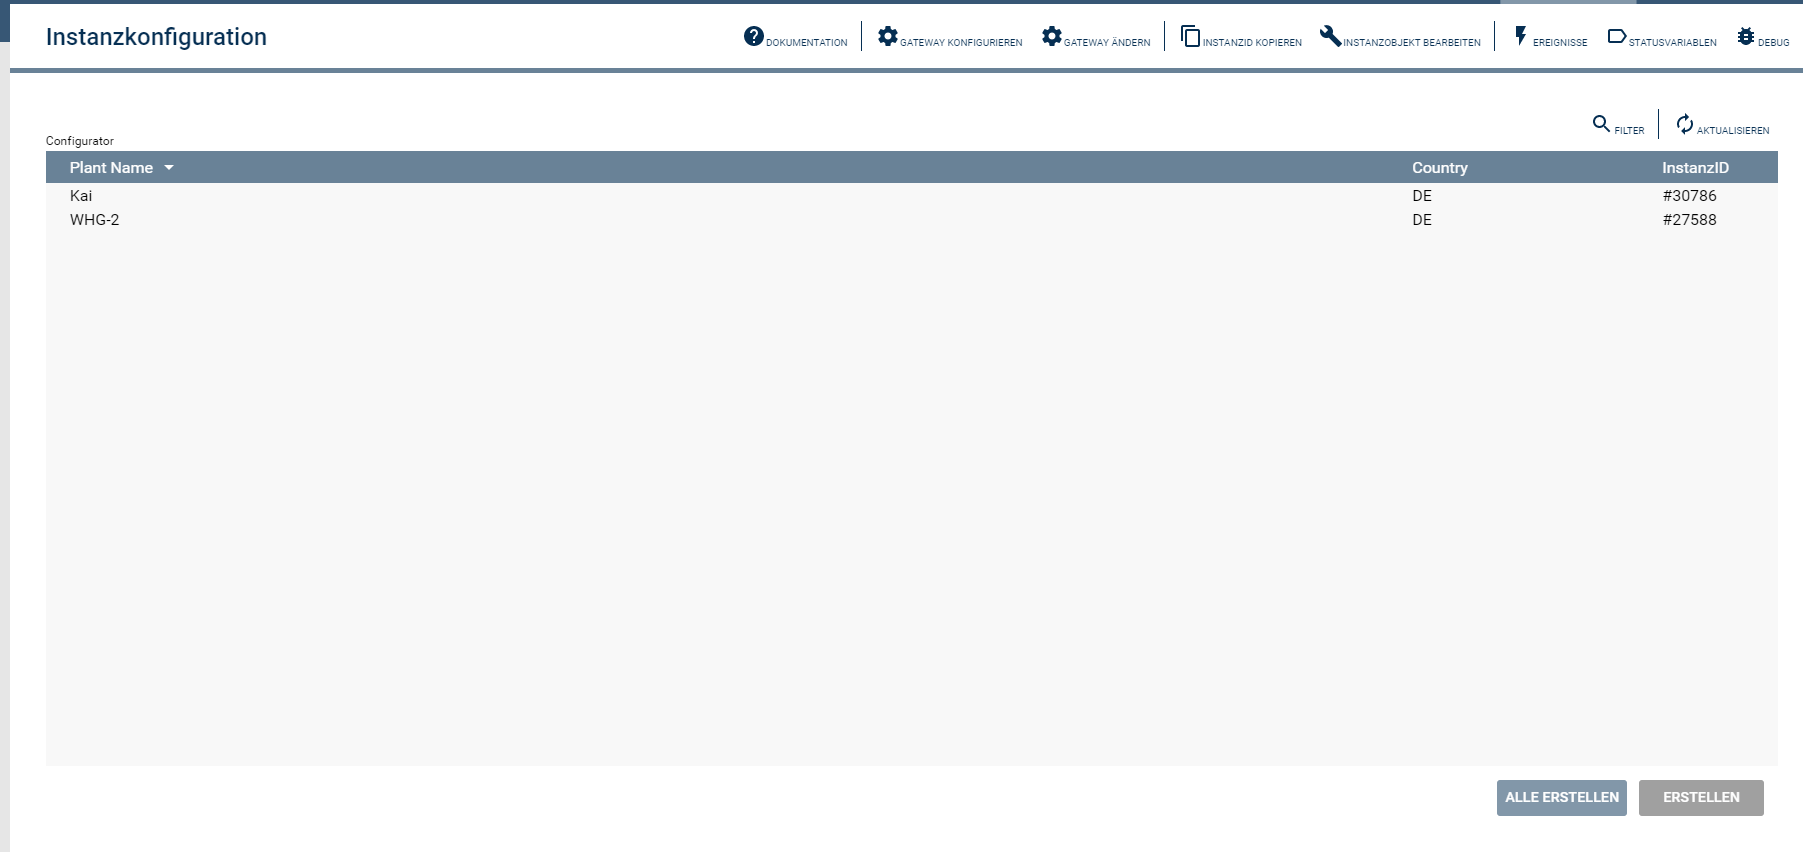 Instanzkonfiguration
DOKUMENTATION GATEWAY KONFIGURIEREN GATEWAY ÄNDERN INSTANZID KOPIEREN INSTANZOBJEKT BEARBEITEN EREIGNISSE STATUSVARIABLEN DEBUG
FILTER AKTUALISIEREN
Configurator
Plant Name Country InstanzID
Kai DE #30786
WHG-2 DE #27588
ALLE ERSTELLEN ERSTELLEN